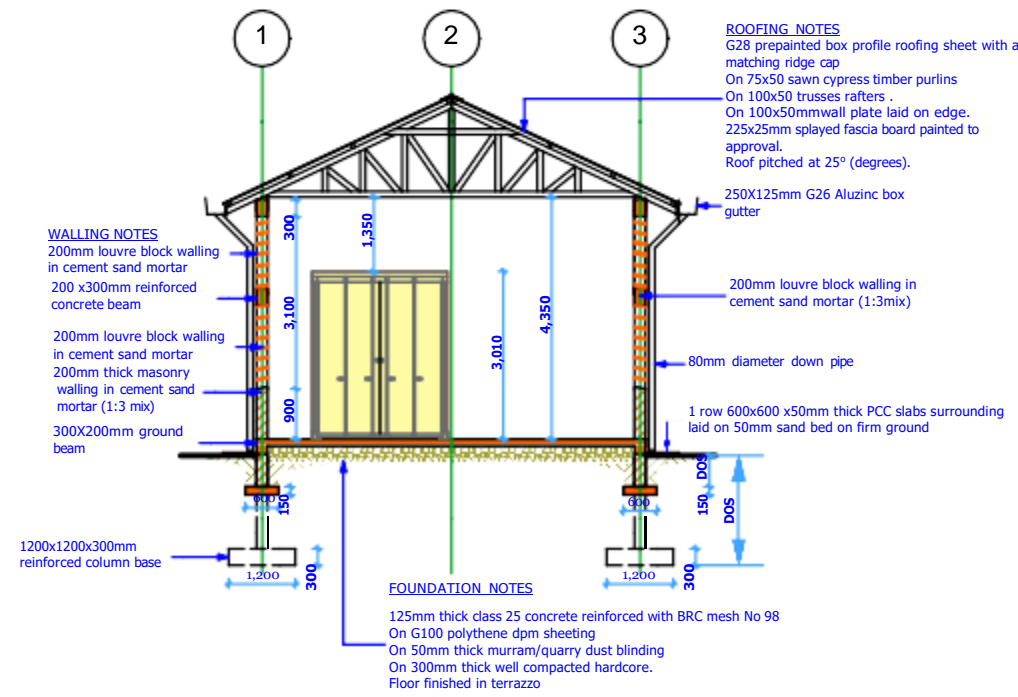 1
2
3
ROOFING NOTES
G28 prepainted box profile roofing sheet with a
matching ridge cap
On 75x50 sawn cypress timber purlins
On 100x50 trusses rafters .
On 100x50mmwall plate laid on edge.
225x25mm splayed fascia board painted to
approval.
Roof pitched at 25° (degrees).
250X125mm G26 Aluzinc box
gutter
WALLING NOTES
200mm louvre block walling
in cement sand mortar
200 x300mm reinforced
concrete beam
200mm louvre block walling
in cement sand mortar
200mm thick masonry
walling in cement sand
mortar (1:3 mix)
300X200mm ground
beam
300
1,350
3,100
3,010
4,350
900
200mm louvre block walling in
cement sand mortar (1:3mix)
80mm diameter down pipe
1 row 600x600 x50mm thick PCC slabs surrounding
laid on 50mm sand bed on firm ground
600
150
600
DOS
150
DOS
1200x1200x300mm
reinforced column base
1,200
300
1,200
300
FOUNDATION NOTES
125mm thick class 25 concrete reinforced with BRC mesh No 98
On G100 polythene dpm sheeting
On 50mm thick murram/quarry dust blinding
On 300mm thick well compacted hardcore.
Floor finished in terrazzo